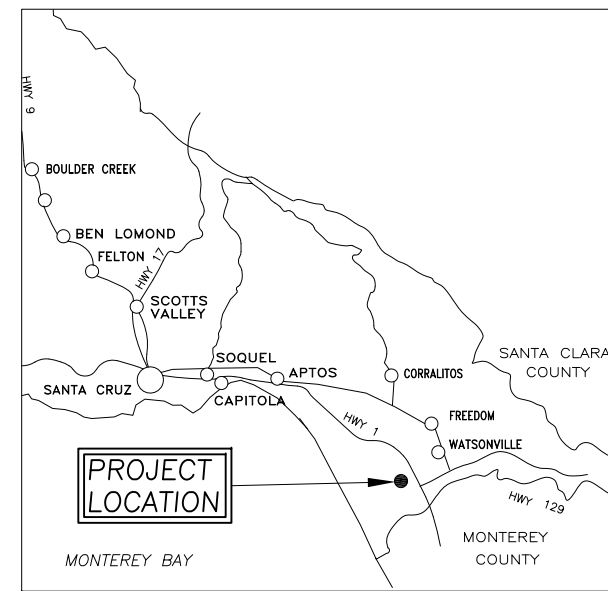 HWY 9
BOULDER CREEK
BEN LOMOND
FELTON
HWY 17
SCOTTS
VALLEY
SOQUEL
SANTA CLARA
COUNTY
SANTA CRUZ
APTOS
CORRALITOS
CAPITOLA
HWY 1
FREEDOM
WATSONVILLE
PROJECT
LOCATION
HWY 129
MONTEREY BAY
MONTEREY
COUNTY